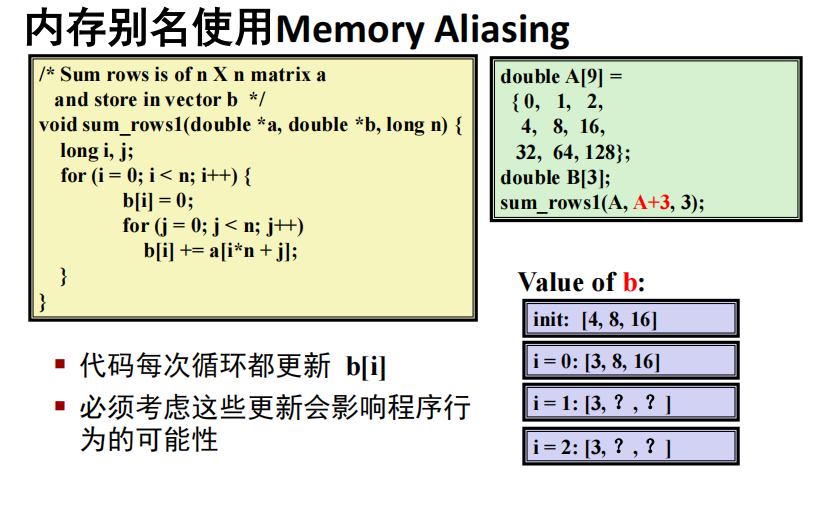 内存别名使用Memory Aliasing
/* Sum rows is of n X n matrix a
and store in vector b */
void sum_rows1(double *a, double *b, long n) {
long i, j;
for (i = 0; i < n; i++) {
b[i] = 0;
for (j = 0; j < n; j++)
b[i] += a[i*n + j];
}
}
double A[9] =
{ 0, 1, 2,
4, 8, 16,
32, 64, 128};
double B[3];
sum_rows1(A, A+3, 3);
Value of b:
init: [4, 8, 16]
i = 0: [3, 8, 16]
i = 1: [3, ？, ？]
i = 2: [3, ？, ？]
▪ 代码每次循环都更新 b[i]
▪ 必须考虑这些更新会影响程序行
为的可能性